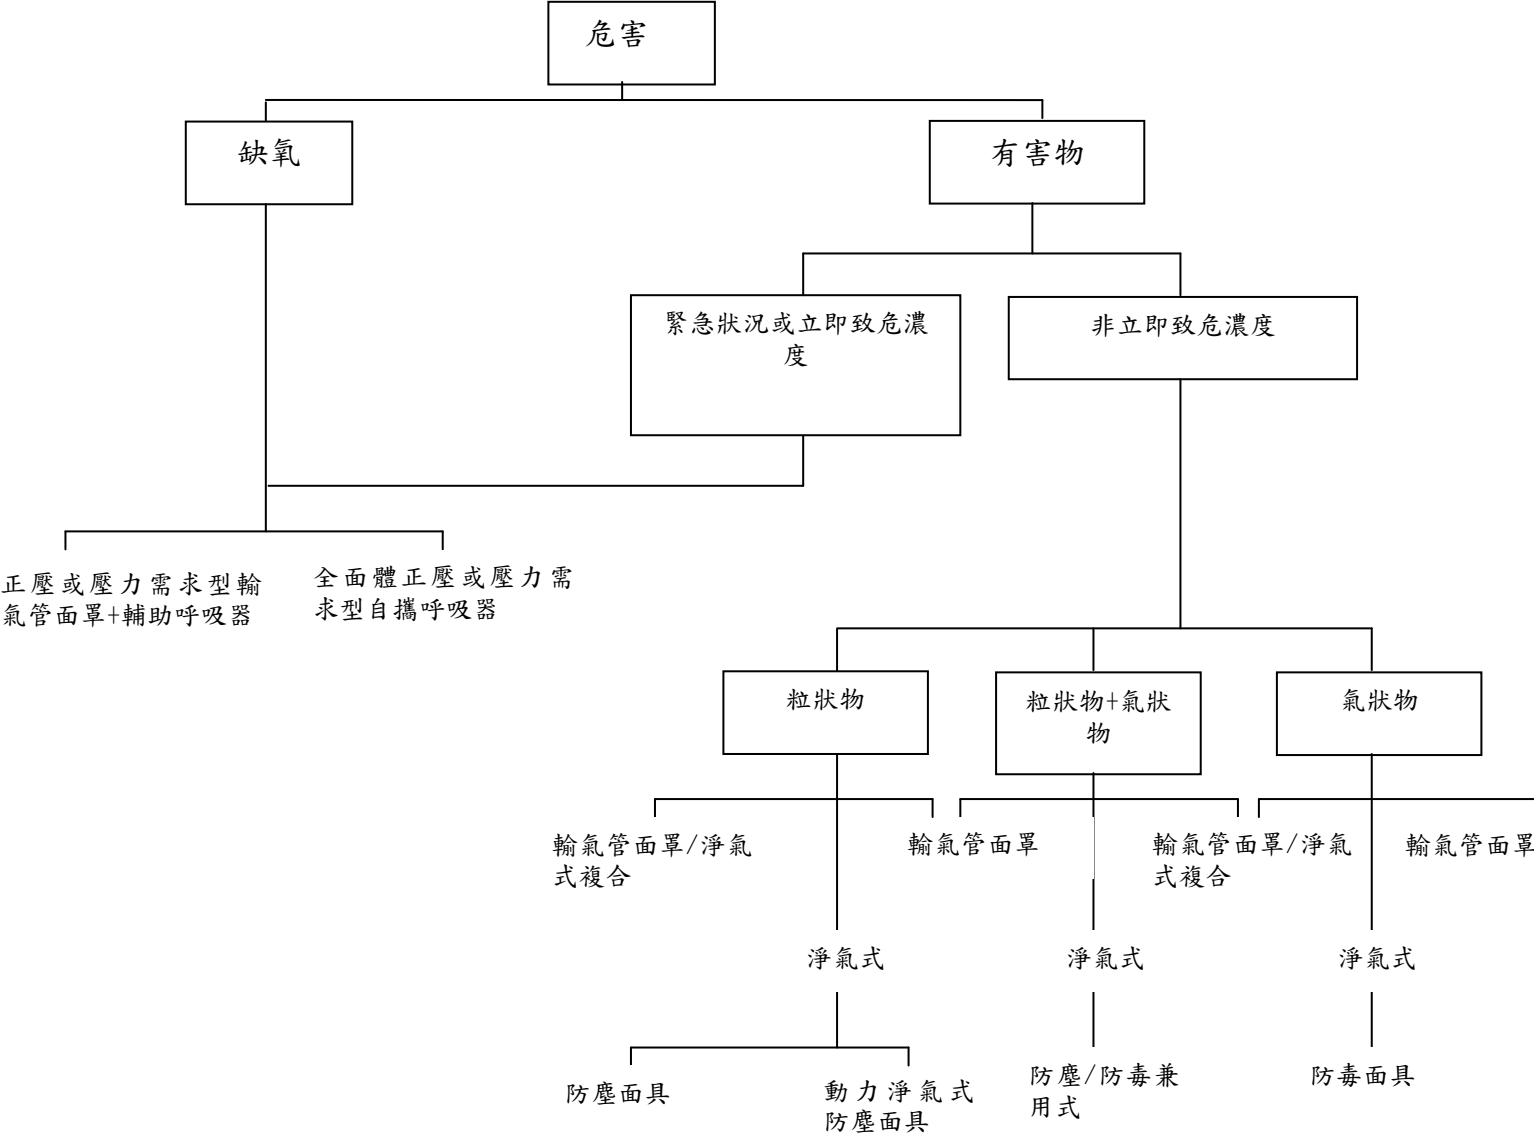 危害
缺氧
有害物
緊急狀況或立即致危濃
度
非立即致危濃度
正壓或壓力需求型輸
氣管面罩+輔助呼吸器
全面體正壓或壓力需
求型自攜呼吸器
粒狀物
粒狀物+氣狀
物
氣狀物
輸氣管面罩/淨氣
式複合
輸氣管面罩
輸氣管面罩/淨氣
式複合
輸氣管面罩
淨氣式
淨氣式
淨氣式
防塵面具
動力淨氣式
防塵面具
防塵/防毒兼
用式
防毒面具